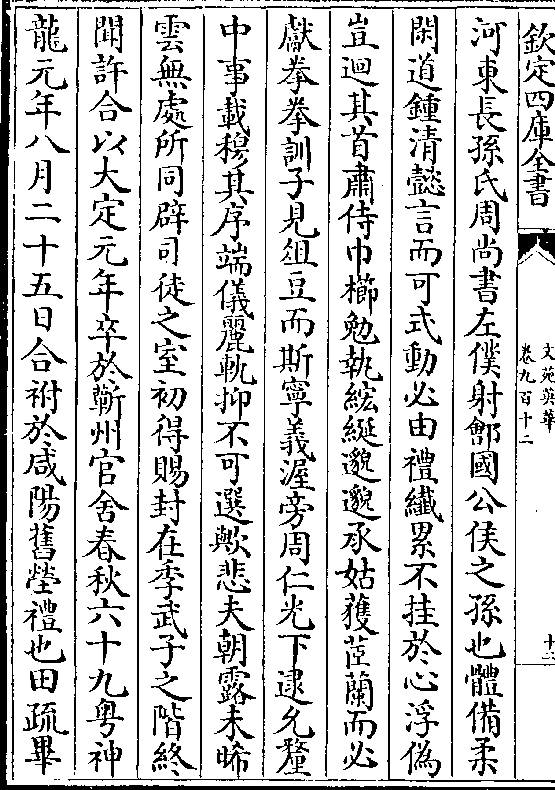 欽定四庫全書
文苑英華
卷九百十二
十二
河東長孫氏周尚書左僕射鄫國公侯之孫也體備柔
閑道鍾清懿言而可式動必由禮纎累不挂於心浮偽
豈迴其首肅侍巾櫛勉執綋綖邈邈承姑獲茝蘭而必
獻拳拳訓子見俎豆而斯寧義渥旁周仁光下逮允釐
中事載穆其序端儀麗軌抑不可選歟悲夫朝露未晞
雲無處所同辟司徒之室初得賜封在季武子之階終
聞許合以大定元年卒於蘄州官舍春秋六十九粤神
龍元年八月二十五日合祔於咸陽舊塋禮也田疏畢